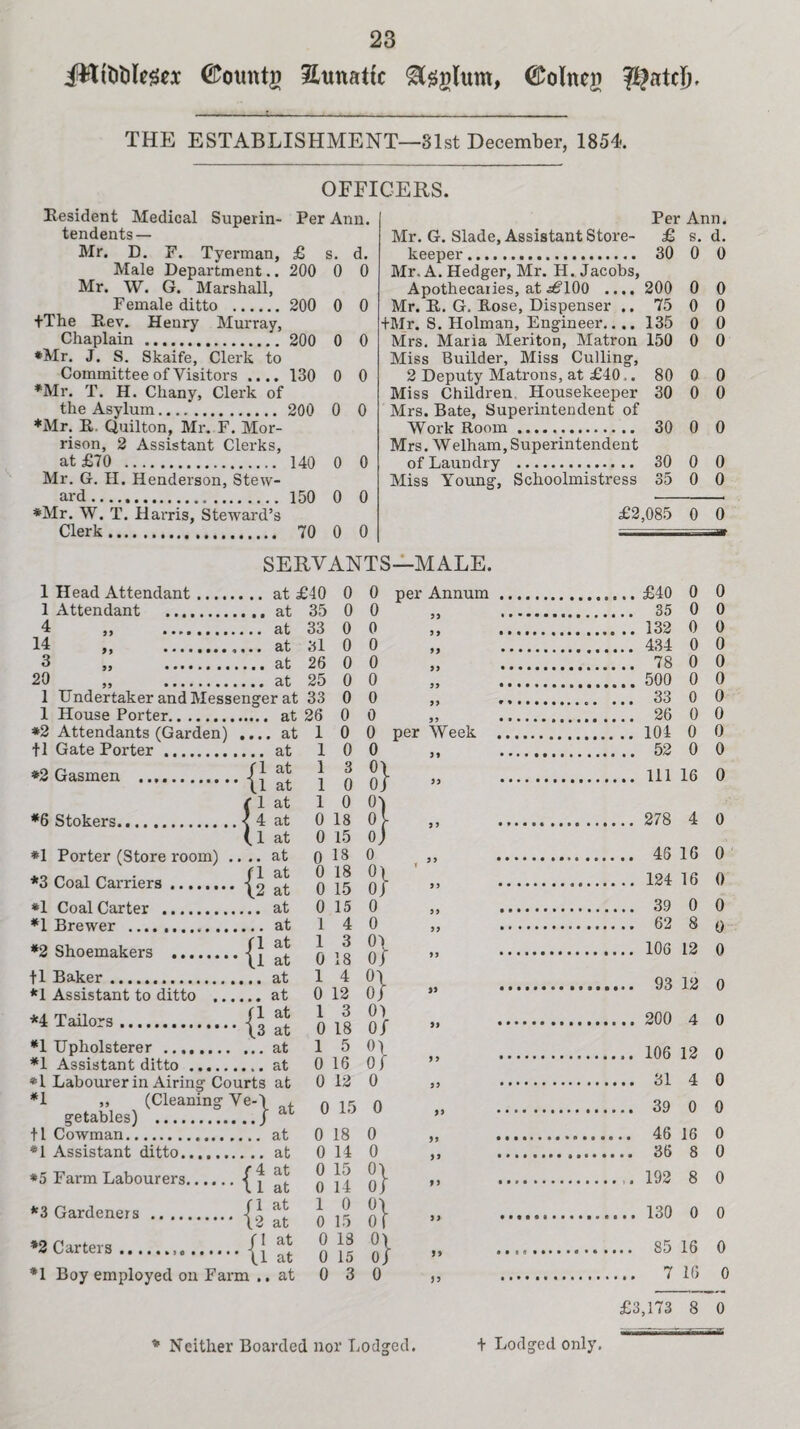 23
Middlesex County Lunatic Asylum, Colney Hatch.
THE ESTABLISHMENT—31st December, 1854.
OFFICERS.
Resident Medical Superin- Per Ann.
tendents—
Mr. D. F. Tyerman, £ s. d.
Male Department.. 200 0 0
Mr. W. G. Marshall,
Female ditto ...... 200 0 0
†The Rev. Henry Murray,
Chaplain ................ 200 0 0
*Mr. J. S. Skaife, Clerk to
Committee of Visitors .... 130 0 0
*Mr. T. H. Chany, Clerk of
the Asylum............... 200 0 0
*Mr. R. Quilton, Mr. F. Mor-
rison, 2 Assistant Clerks,
at £70 .................. 140 0 0
Mr. G. H. Henderson, Stew-
ard...................... 150 0 0
*Mr. W. T. Harris, Steward's
Clerk.................... 70 0 0
Per Ann.
Mr. G. Slade, Assistant Store- £ s. d.
keeper.................... 30 0 0
Mr. A. Hedger, Mr. H. Jacobs,
Apothecaries, at £100 .... 200 0 0
Mr. R. G. Rose, Dispenser .. 75 0 0
†Mr. S. Holman, Engineer.... 135 0 0
Mrs. Maria Meriton, Matron 150 0 0
Miss Builder, Miss Culling,
2 Deputy Matrons, at £40.. 80 0 0
Miss Children, Housekeeper 30 0 0
Mrs. Bate, Superintendent of
Work Room .............. 30 0 0
Mrs. Welham, Superintendent
of Laundry .............. 30 0 0
Miss Young, Schoolmistress 35 0 0
£2,085 0 0
SERVANTS—MALE.
1 Head Attendant ........ at £40 0 0 per Annum ................ £40 0 0
1 Attendant ............. at 35 0 0 ,, ................ 35 0 0
4 ,, ............ at 33 0 0 ,, ................ 132 0 0
14 ,, ............ at 31 0 0 ,, ................ 434 0 0
3 ,, ............ at 26 0 0 ,, ................ 78 0 0
20 ,, ............ at 25 0 0 ,, ................ 500 0 0
1 Undertaker and Messenger at 33 0 0 ,, ................ 33 0 0
1 House Porter.............. at 26 0 0 ,, ................ 26 0 0
*2 Attendants (Garden) .... at 1 0 0 per Week ................ 104 0 0
†1 Gate Porter ............ at 1 0 0 ,, ................ 52 0 0
*2 Gasmen ............ {1 at 1 3 0}
{1 at 1 0 0} ,, ................ 111 16 0
{1 at 1 0 0}
*6 Stokers.............. {4 at 0 18 0} ,, ................ 278 4 0
{1 at 0 15 0}
*1 Porter (Store room) .... at 0 18 0 ,, ................ 46 16 0
*3 Coal Carriers ........ {1 at 0 18 0}
{2 at 0 15 0} ,, ................ 124 16 0
*1 Coal Carter ............ at 0 15 0 ,, ................ 39 0 0
*1 Brewer ................ at 1 4 0 ,, ................ 62 8 0
*2 Shoemakers ........ {1 at 1 3 0}
{1 at 0 18 0} ,, ................ 106 12 0
†1 Baker .................. at 1 4 0}
*1 Assistant to ditto ...... at 0 12 0} ,, ................ 93 12 0
*4 Tailors .............. {1 at 1 3 0}
{3 at 0 18 0} ,, ................ 200 4 0
*1 Upholsterer ............ at 1 5 0}
*1 Assistant ditto .......... at 0 16 0} ,, ................ 106 12 0
*1 Labourer in Airing Courts at 0 12 0 ,, ................ 31 4 0
*1 ,, (Cleaning Ve-}
getables) ............} at 0 15 0 ,, ................ 39 0 0
†1 Cowman................ at 0 18 0 ,, ................ 46 16 0
*1 Assistant ditto.......... at 0 14 0 ,, ................ 36 8 0
*5 Farm Labourers...... {4 at 0 15 0}
{1 at 0 14 0} ,, ................ 192 8 0
*3 Gardeners .......... {1 at 1 0 0}
{2 at 0 15 0} ,, ................ 130 0 0
*2 Carters .............. {1 at 0 18 0}
{1 at 0 15 0} ,, ................ 85 16 0
*1 Boy employed on Farm .. at 0 3 0 ,, ................ 7 16 0
£3,173 8 0
* Neither Boarded nor Lodged. † Lodged only.